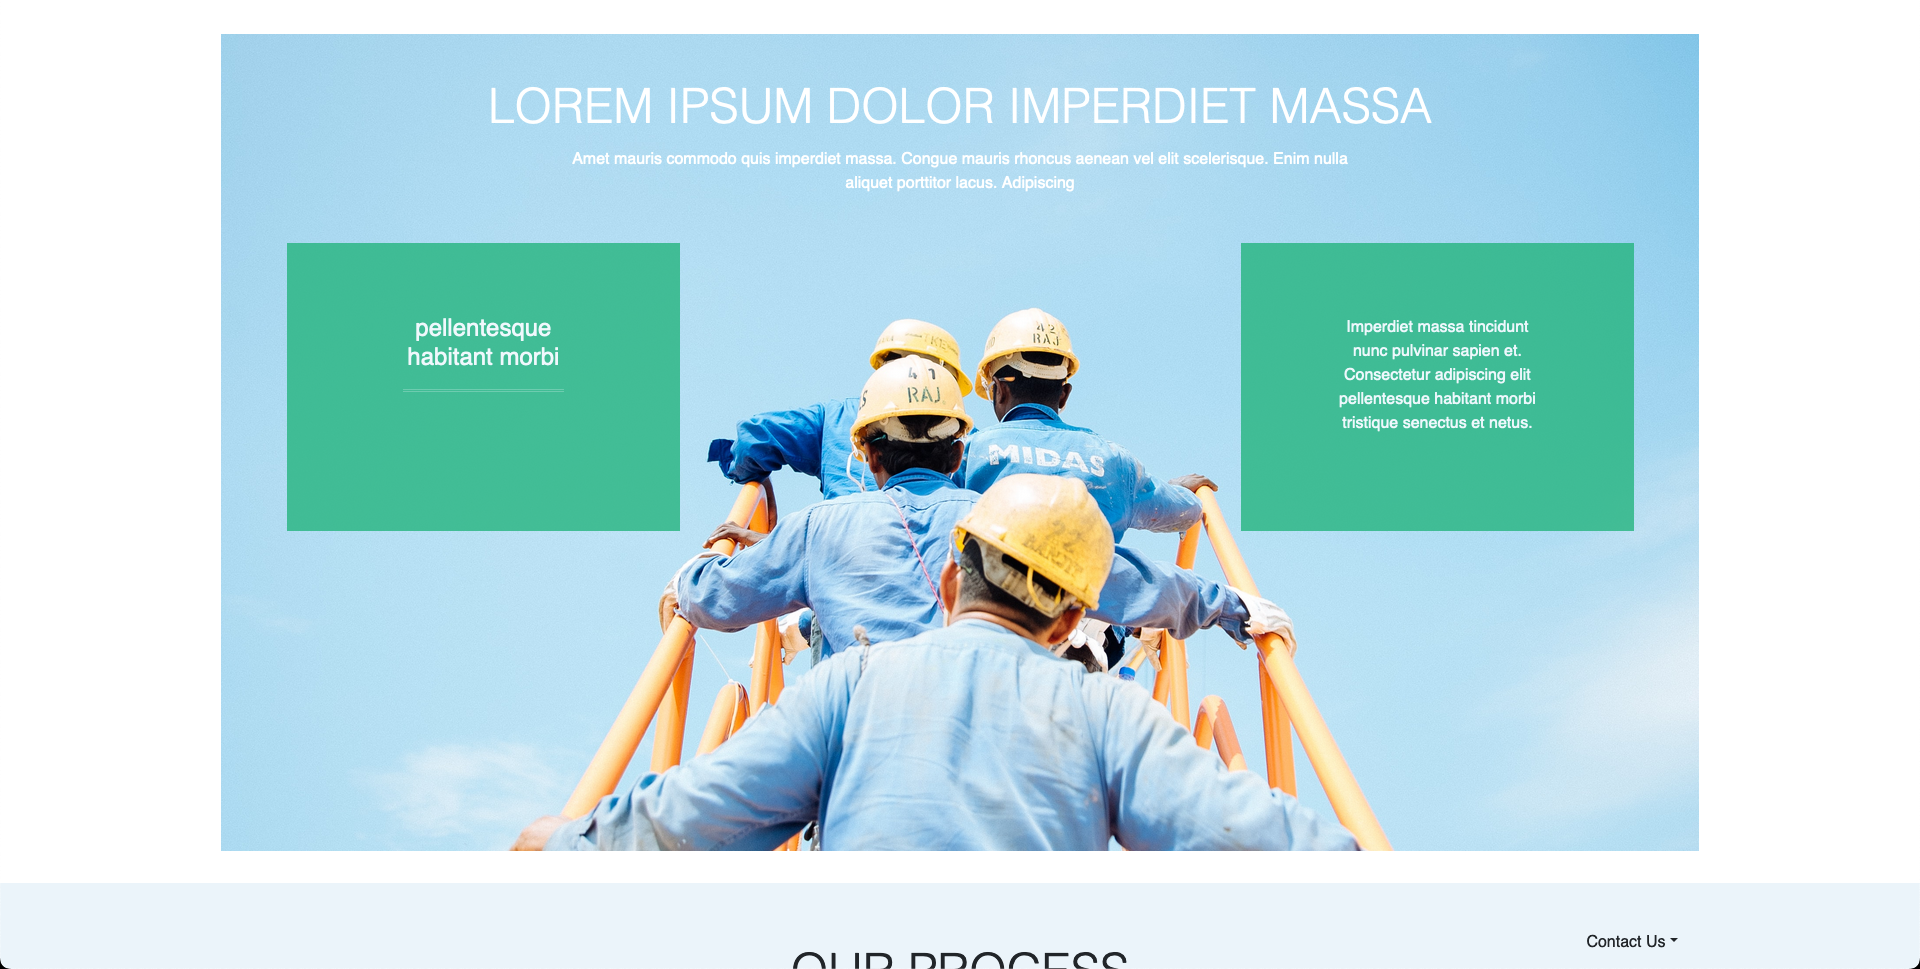 LOREM IPSUM DOLOR IMPERDIET MASSA
Amet mauris commodo quis imperdiet massa. Congue mauris rhoncus aenean vel elit scelerisque. Enim nulla
aliquet porttitor lacus. Adipiscing
pellentesque
habitant morbi
Imperdiet massa tincidunt
nunc pulvinar sapien et.
Consectetur adipiscing elit
pellentesque habitant morbi
tristique senectus et netus.
42
RAJ
41
RAJ
MIDAS
Contact Us
OUR PROCESS